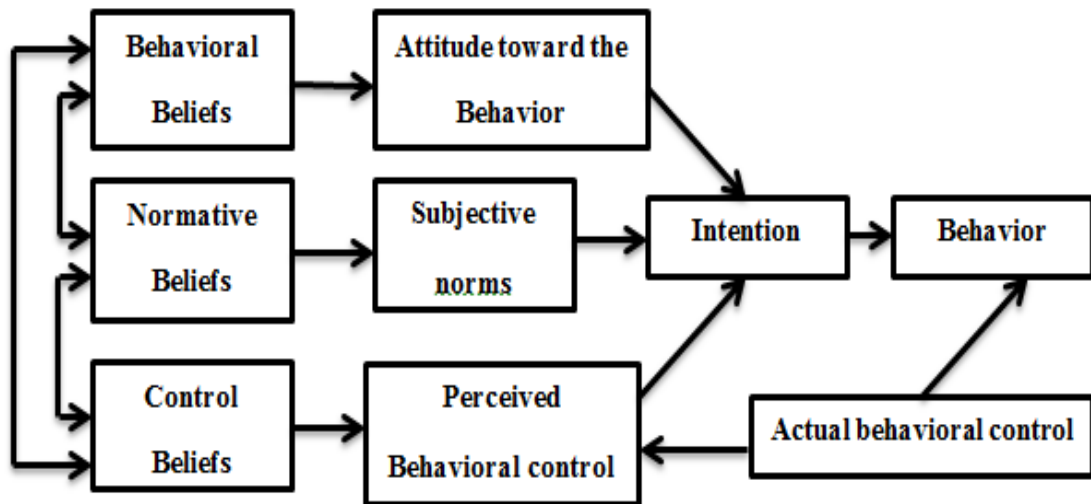 Behavioral
Beliefs
Attitude toward the
Behavior
Normative
Beliefs
Subjective
norms
Intention
Behavior
Control
Beliefs
Perceived
Behavioral control
Actual behavioral control